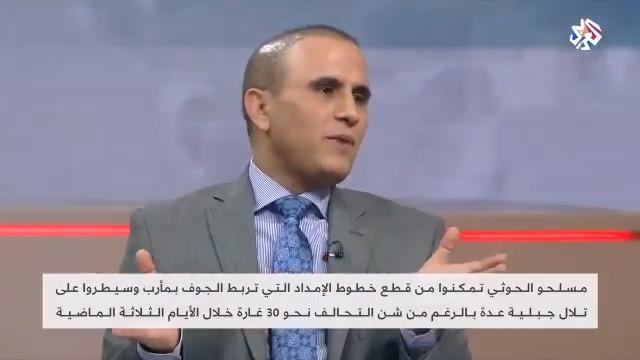 مسلحو الحوثي تمكنوا من قطع خطوط الإمداد التي تربط الجوف بمأرب وسيطروا على
تلال جبلية عدة بالرغم من شن التحالف نحو 30 غارة خلال الأيام الثلاثة الماضية